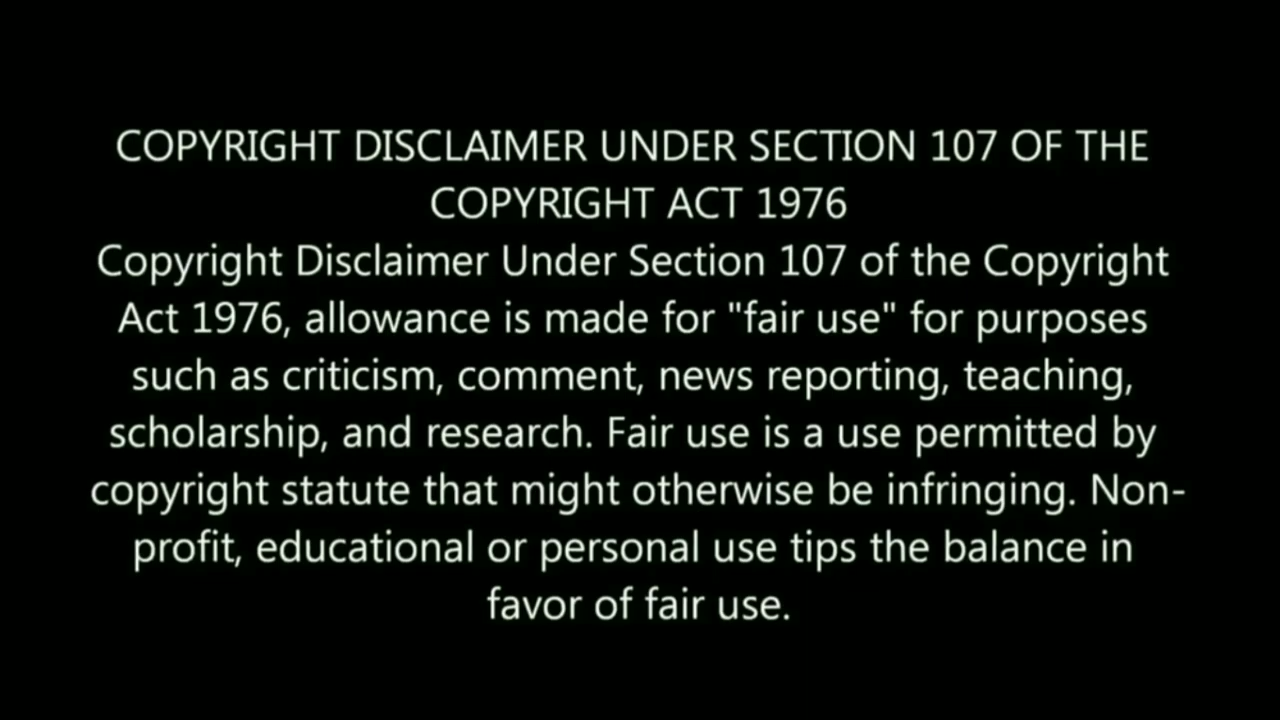 COPYRIGHT DISCLAIMER UNDER SECTION 107 OF THE
COPYRIGHT ACT 1976
Copyright Disclaimer Under Section 107 of the Copyright
Act 1976, allowance is made for "fair use" for purposes
such as criticism, comment, news reporting, teaching,
scholarship, and research. Fair use is a use permitted by
copyright statute that might otherwise be infringing. Non-
profit, educational or personal use tips the balance in
favor of fair use.